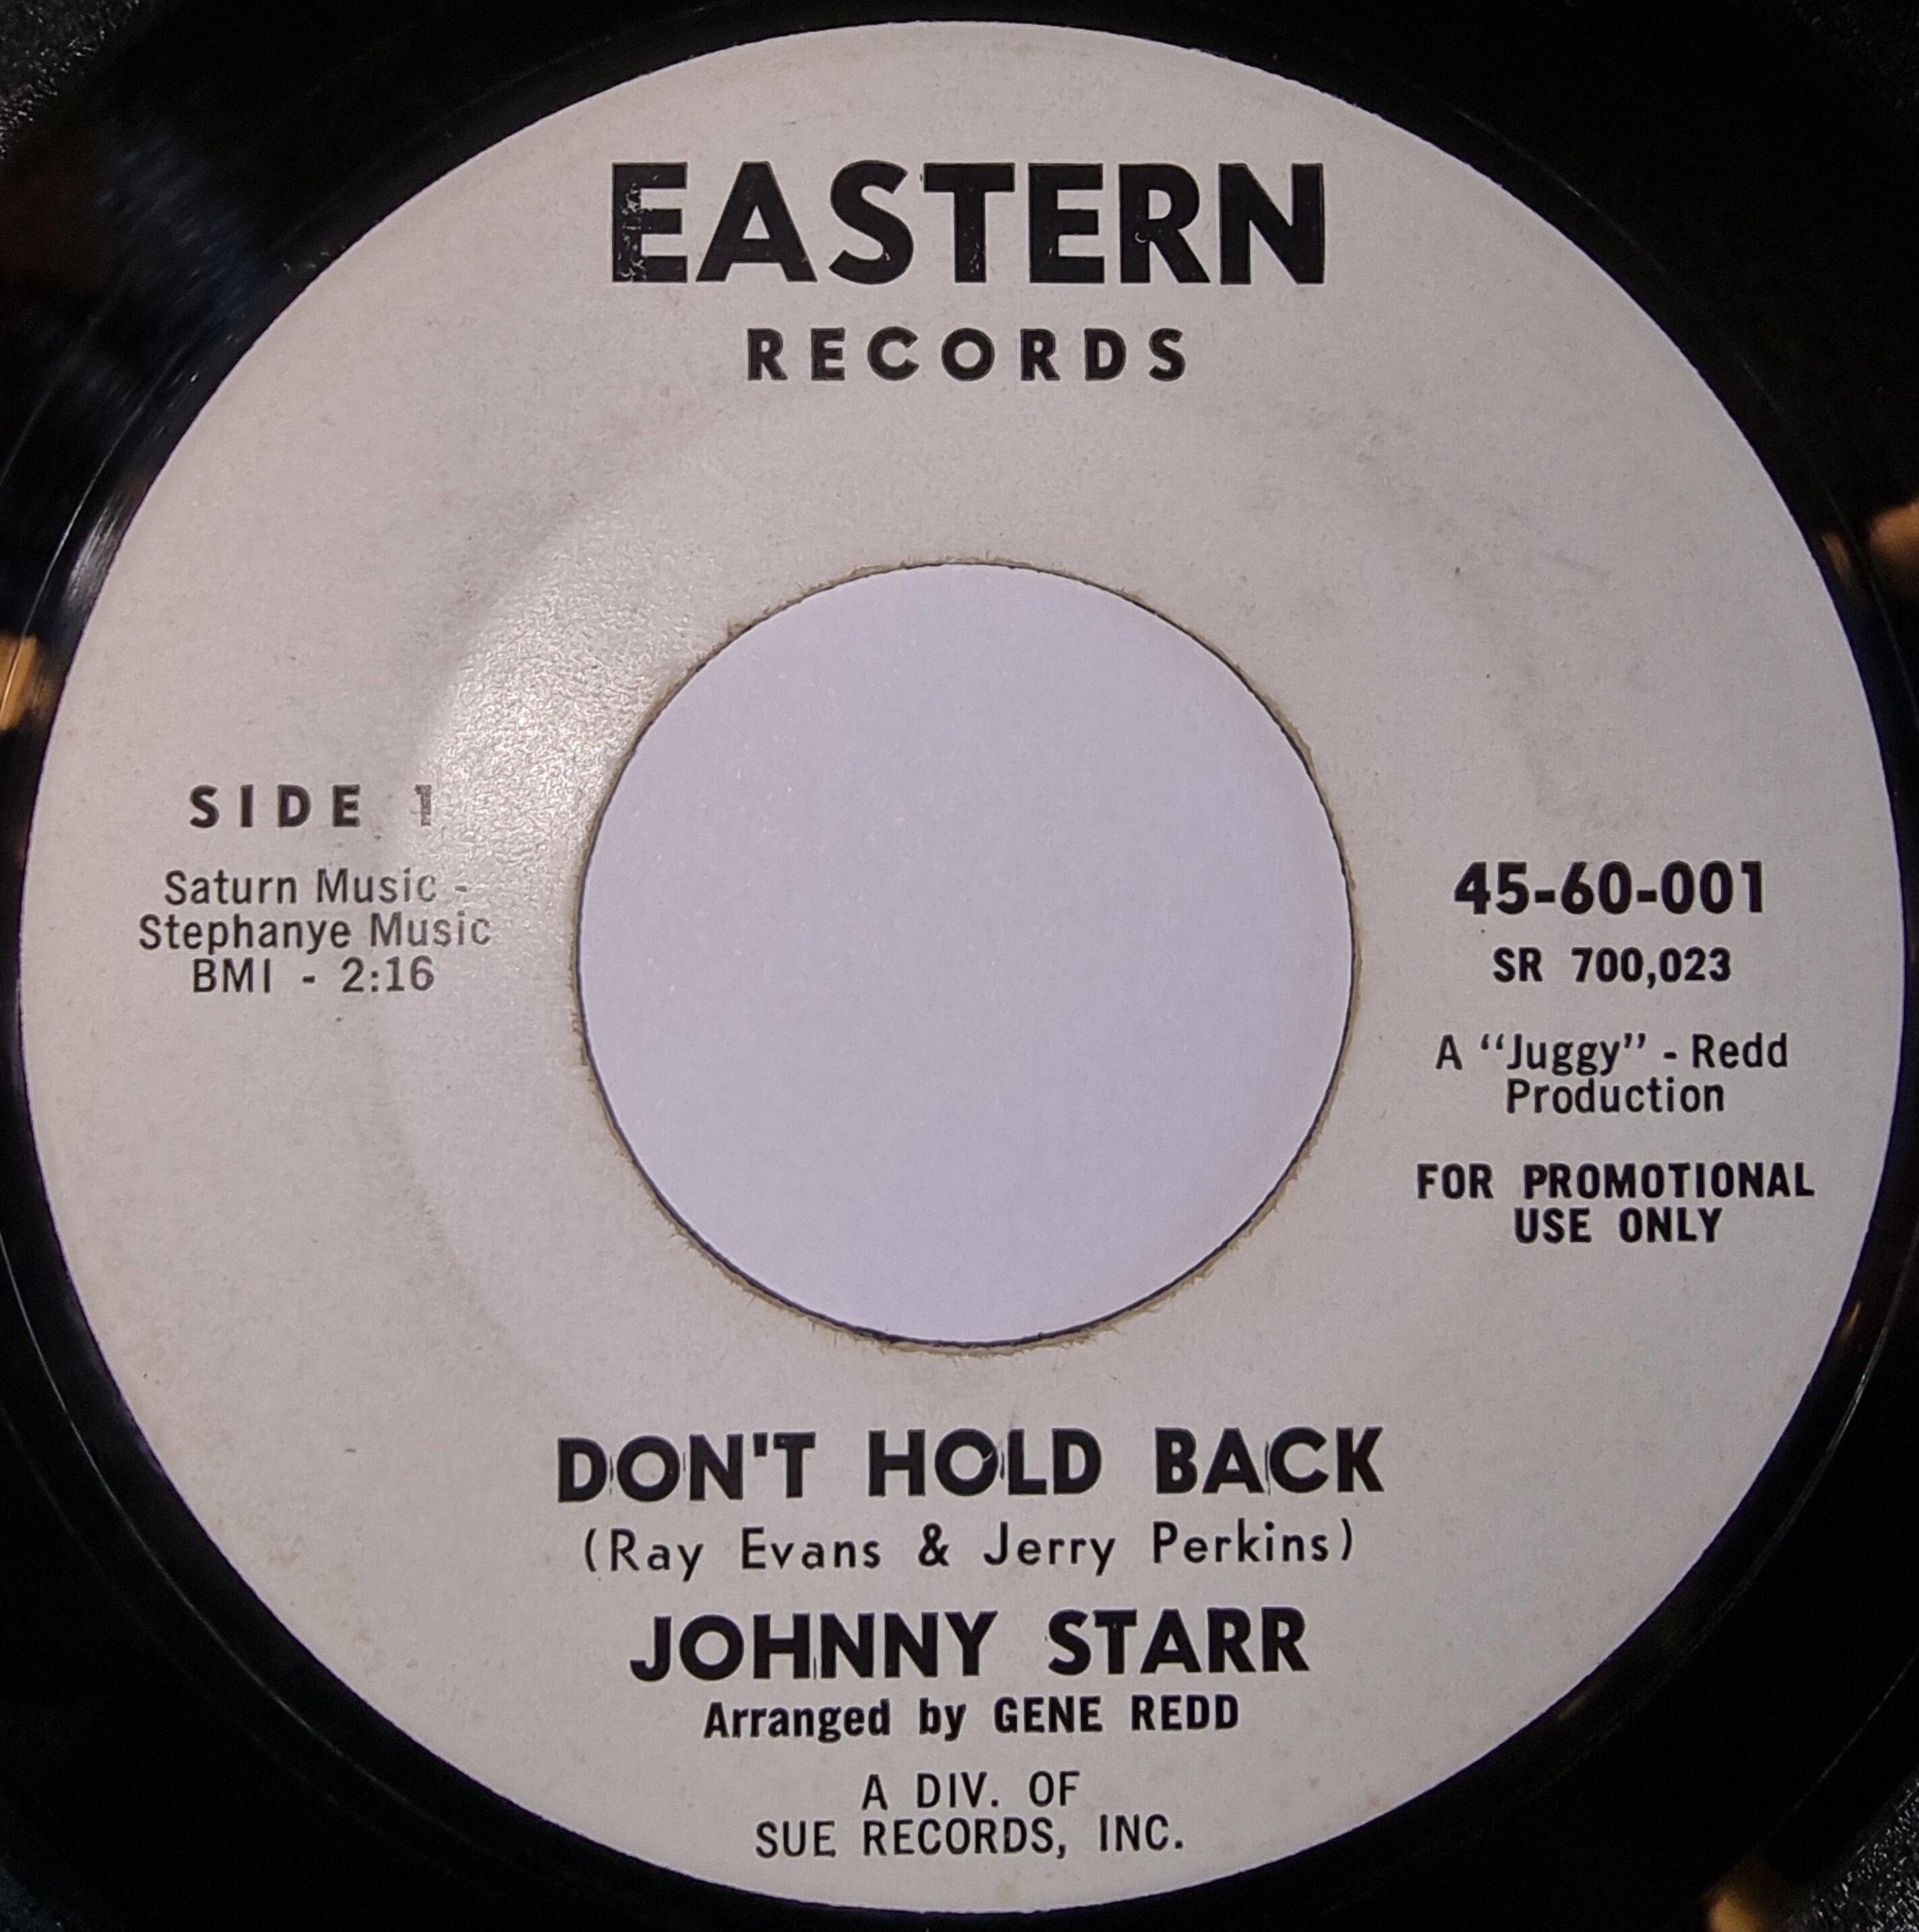 EASTERN
RECORDS
SIDE 1
Saturn Music -
Stephanye Music
BMI - 2:16
45-60-001
SR 700,023
A “Juggy” - Redd
Production
FOR PROMOTIONAL
USE ONLY
DON'T HOLD BACK
(Ray Evans & Jerry Perkins)
JOHNNY STARR
Arranged by GENE REDD
A DIV. OF
SUE RECORDS, INC.